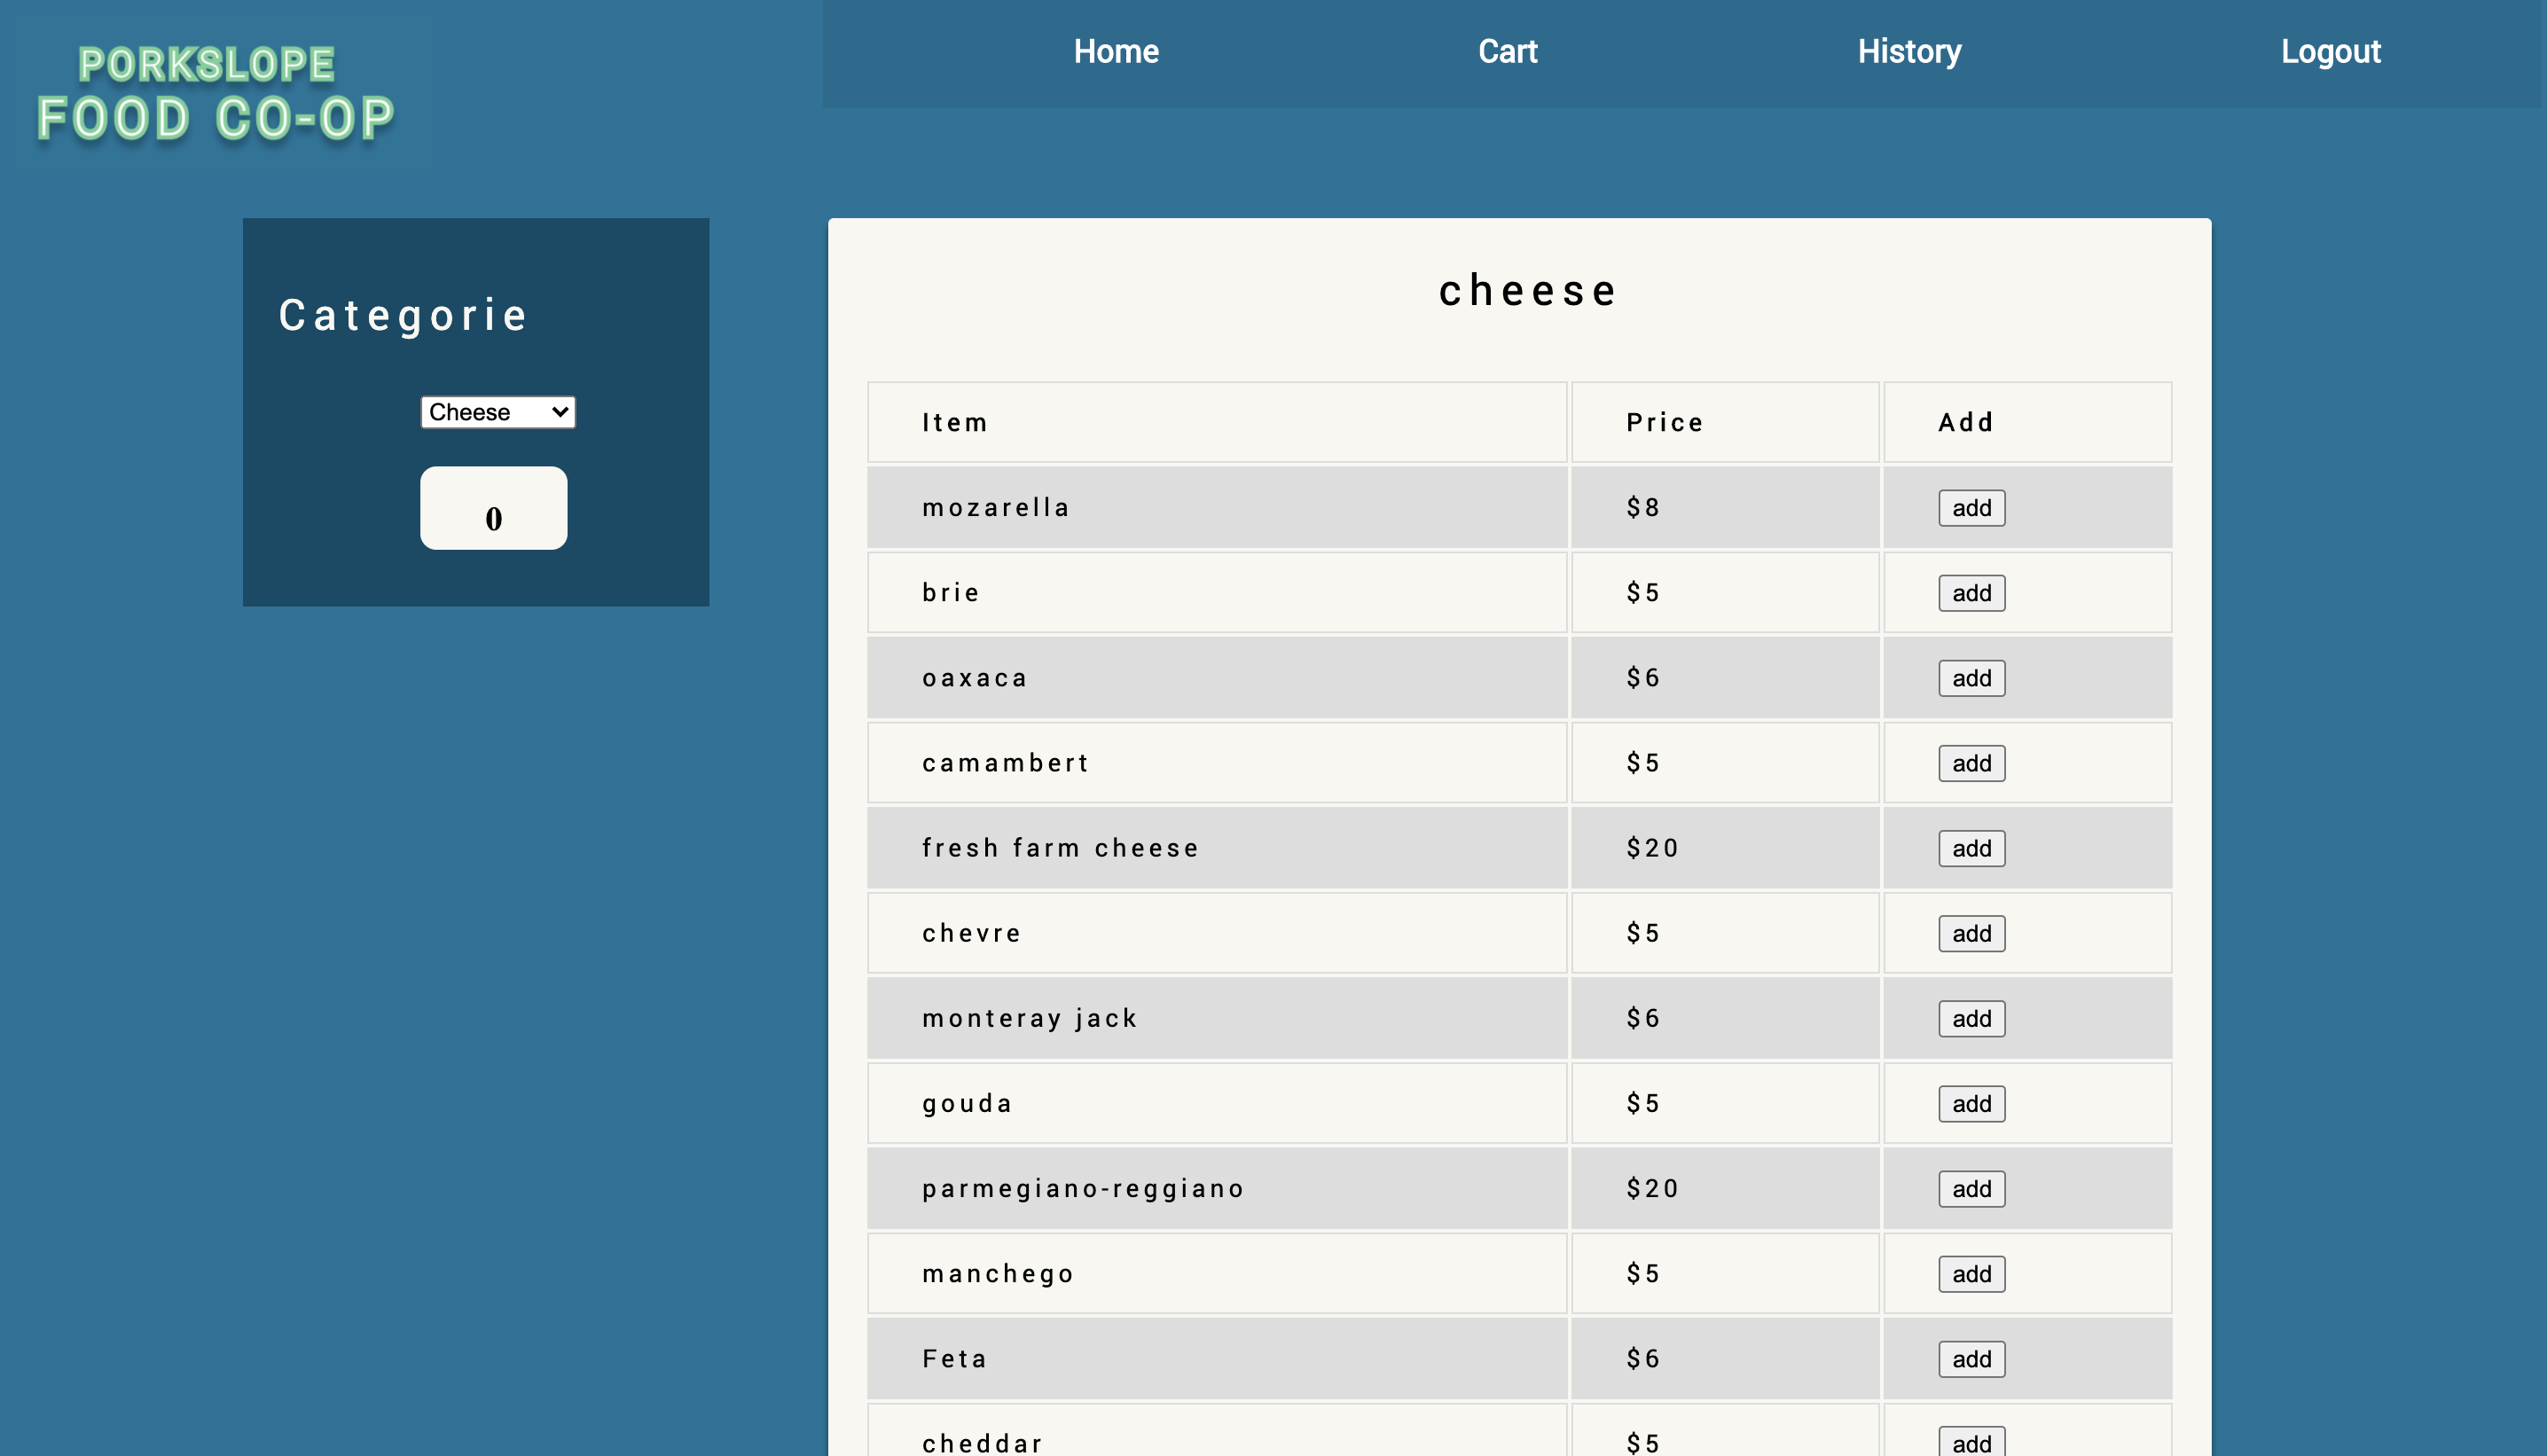 PORKSLOPE
FOOD CO-OP
Home Cart History Logout
Categorie
Cheese
0
cheese
Item Price Add
mozarella $8 add
brie $5 add
oaxaca $6 add
camambert $5 add
fresh farm cheese $20 add
chevre $5 add
monteray jack $6 add
gouda $5 add
parmegiano-reggiano $20 add
manchego $5 add
Feta $6 add
cheddar $5 add